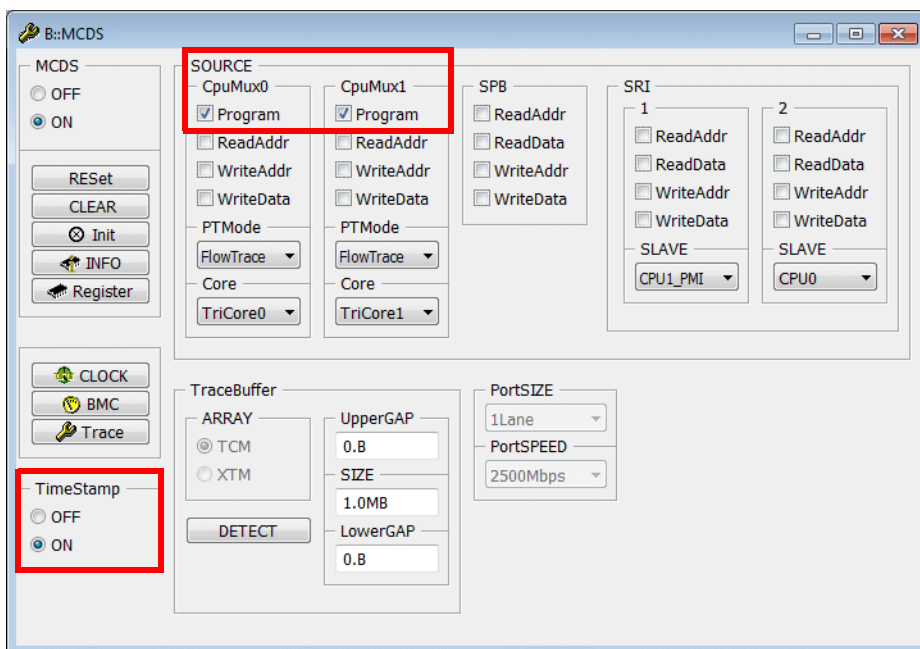 B::MCDS
MCDS
OFF
ON
RESet
CLEAR
Init
INFO
Register
CLOCK
BMC
Trace
TimeStamp
OFF
ON
SOURCE
CpuMux0
Program
ReadAddr
WriteAddr
WriteData
PTMode
FlowTrace
Core
TriCore0
CpuMux1
Program
ReadAddr
WriteAddr
WriteData
PTMode
FlowTrace
Core
TriCore1
SPB
ReadAddr
ReadData
WriteAddr
WriteData
SRI
1
ReadAddr
ReadData
WriteAddr
WriteData
SLAVE
CPU1_PMI
2
ReadAddr
ReadData
WriteAddr
WriteData
SLAVE
CPU0
TraceBuffer
ARRAY
TCM
XTM
DETECT
UpperGAP
0.B
SIZE
1.0MB
LowerGAP
0.B
PortSIZE
1Lane
PortSPEED
2500Mbps